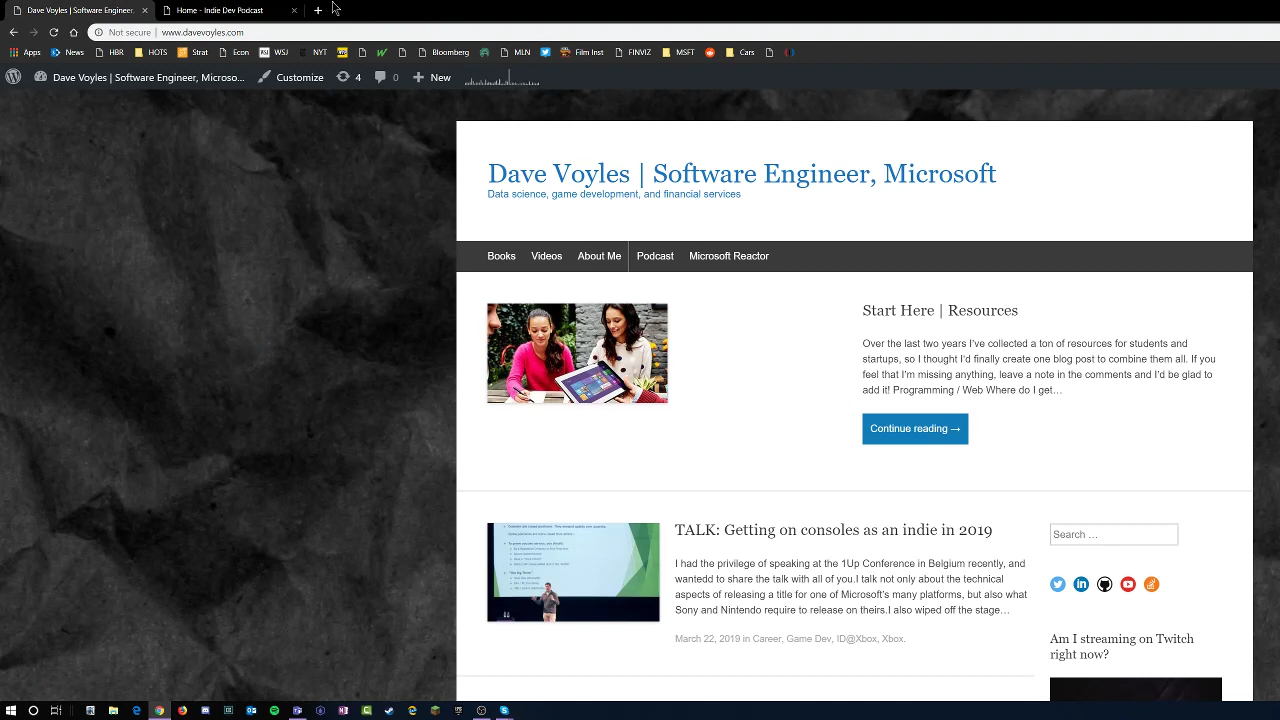 Dave Voyles | Software Eng
Home - Indie Dev Podcast
Not secure | www.davevoyles.com
Apps News HBR HOTS Strat Econ WSJ NYT Bloomberg MLN Film Inst FINVIZ MSFT Cars
Dave Voyles | Software Engineer, Microso... Customize 4 0 New
Dave Voyles | Software Engineer, Microsoft
Data science, game development, and financial services
Books Videos About Me Podcast Microsoft Reactor
Start Here | Resources
Over the last two years I've collected a ton of resources for students and
startups, so I thought I'd finally create one blog post to combine them all. If you
feel that I'm missing anything, leave a note in the comments and I'd be glad to
add it! Programming / Web Where do I get…
Continue reading →
TALK: Getting on consoles as an indie in 2019
I had the privilege of speaking at the 1Up Conference in Belgium recently, and
wantedd to share the talk with all of you.I talk not only about the technical
aspects of releasing a title for one of Microsoft's many platforms, but also what
Sony and Nintendo require to release on theirs.I also wiped off the stage…
March 22, 2019 in Career, Game Dev, ID@Xbox, Xbox.
Search …
Am I streaming on Twitch
right now?